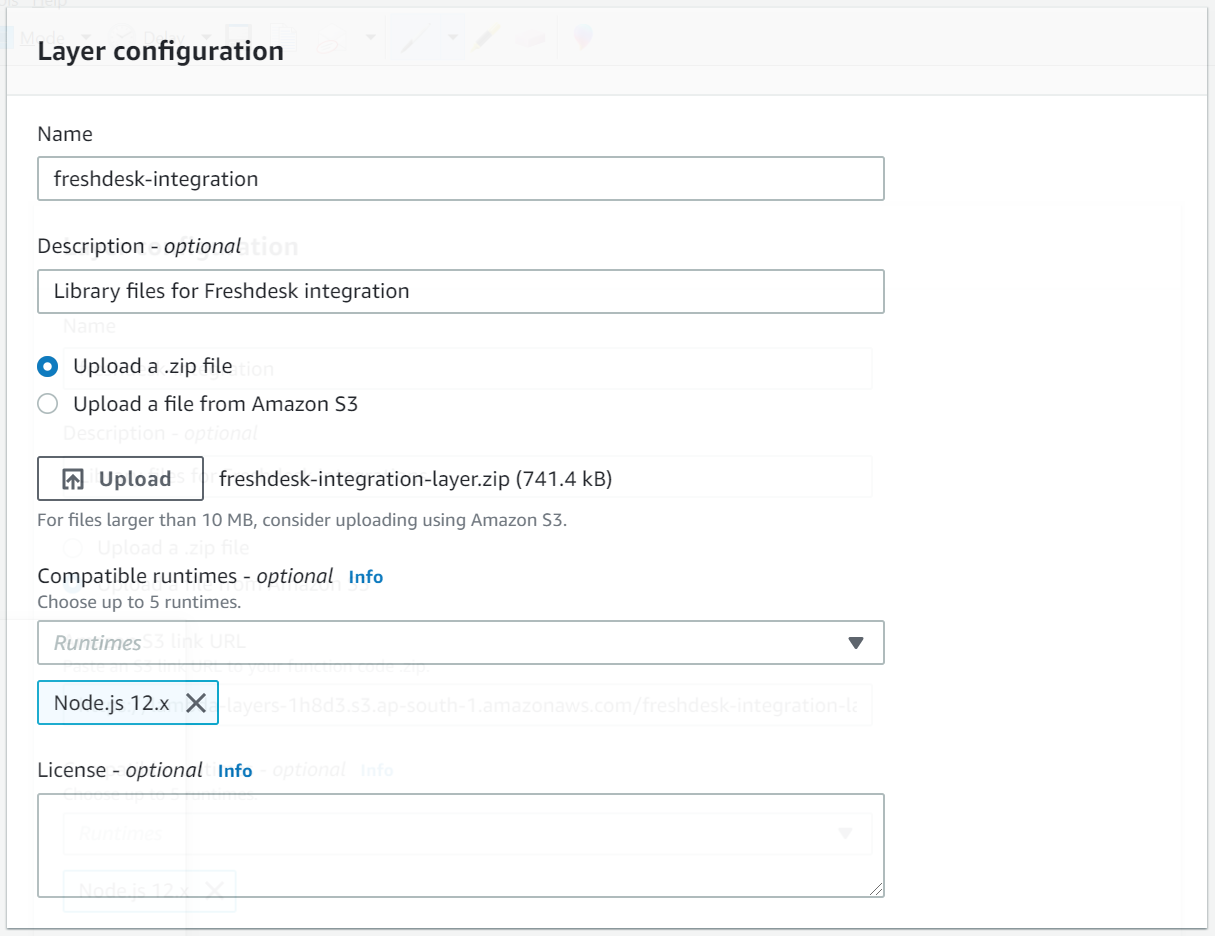 Layer configuration
Name
freshdesk-integration
Description - optional
Library files for Freshdesk integration
Upload a .zip file
Upload a file from Amazon S3
Upload freshdesk-integration-layer.zip (741.4 kB)
For files larger than 10 MB, consider uploading using Amazon S3.
Compatible runtimes - optional Info
Choose up to 5 runtimes.
Runtimes
Node.js 12.x
License - optional Info